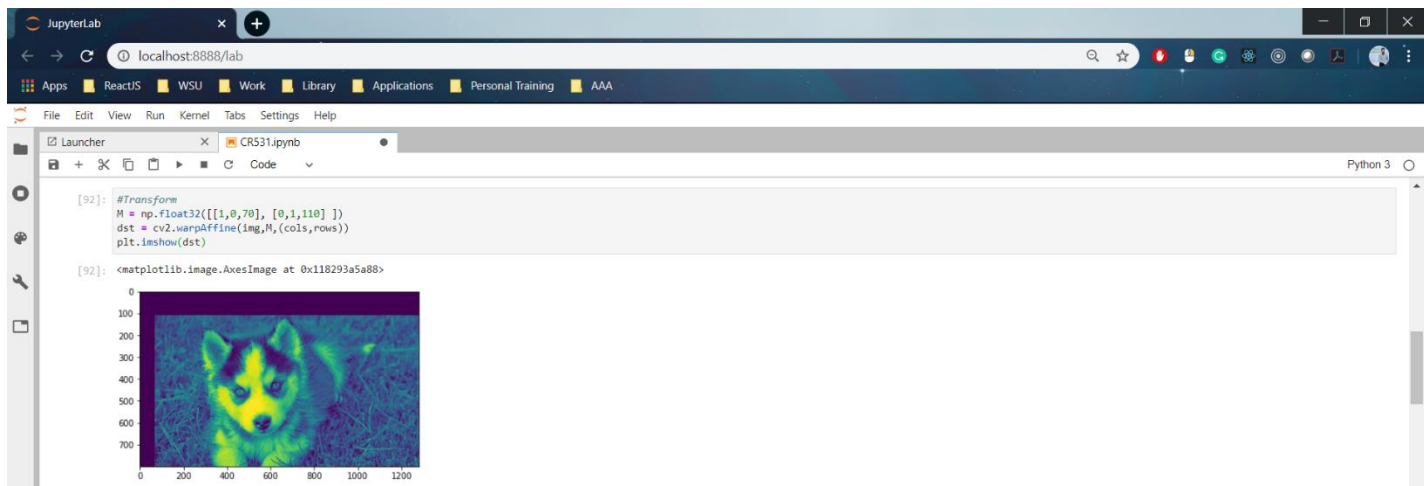 JupyterLab
localhost:8888/lab
Apps ReactJS WSU Work Library Applications Personal Training AAA
File Edit View Run Kernel Tabs Settings Help
Launcher CR531.ipynb
Code Python 3
[92]: #Transform
M = np.float32([[1,0,70], [0,1,110] ])
dst = cv2.warpAffine(img,M,(cols,rows))
plt.imshow(dst)
[92]: <matplotlib.image.AxesImage at 0x118293a5a88>
0
100
200
300
400
500
600
700
0 200 400 600 800 1000 1200